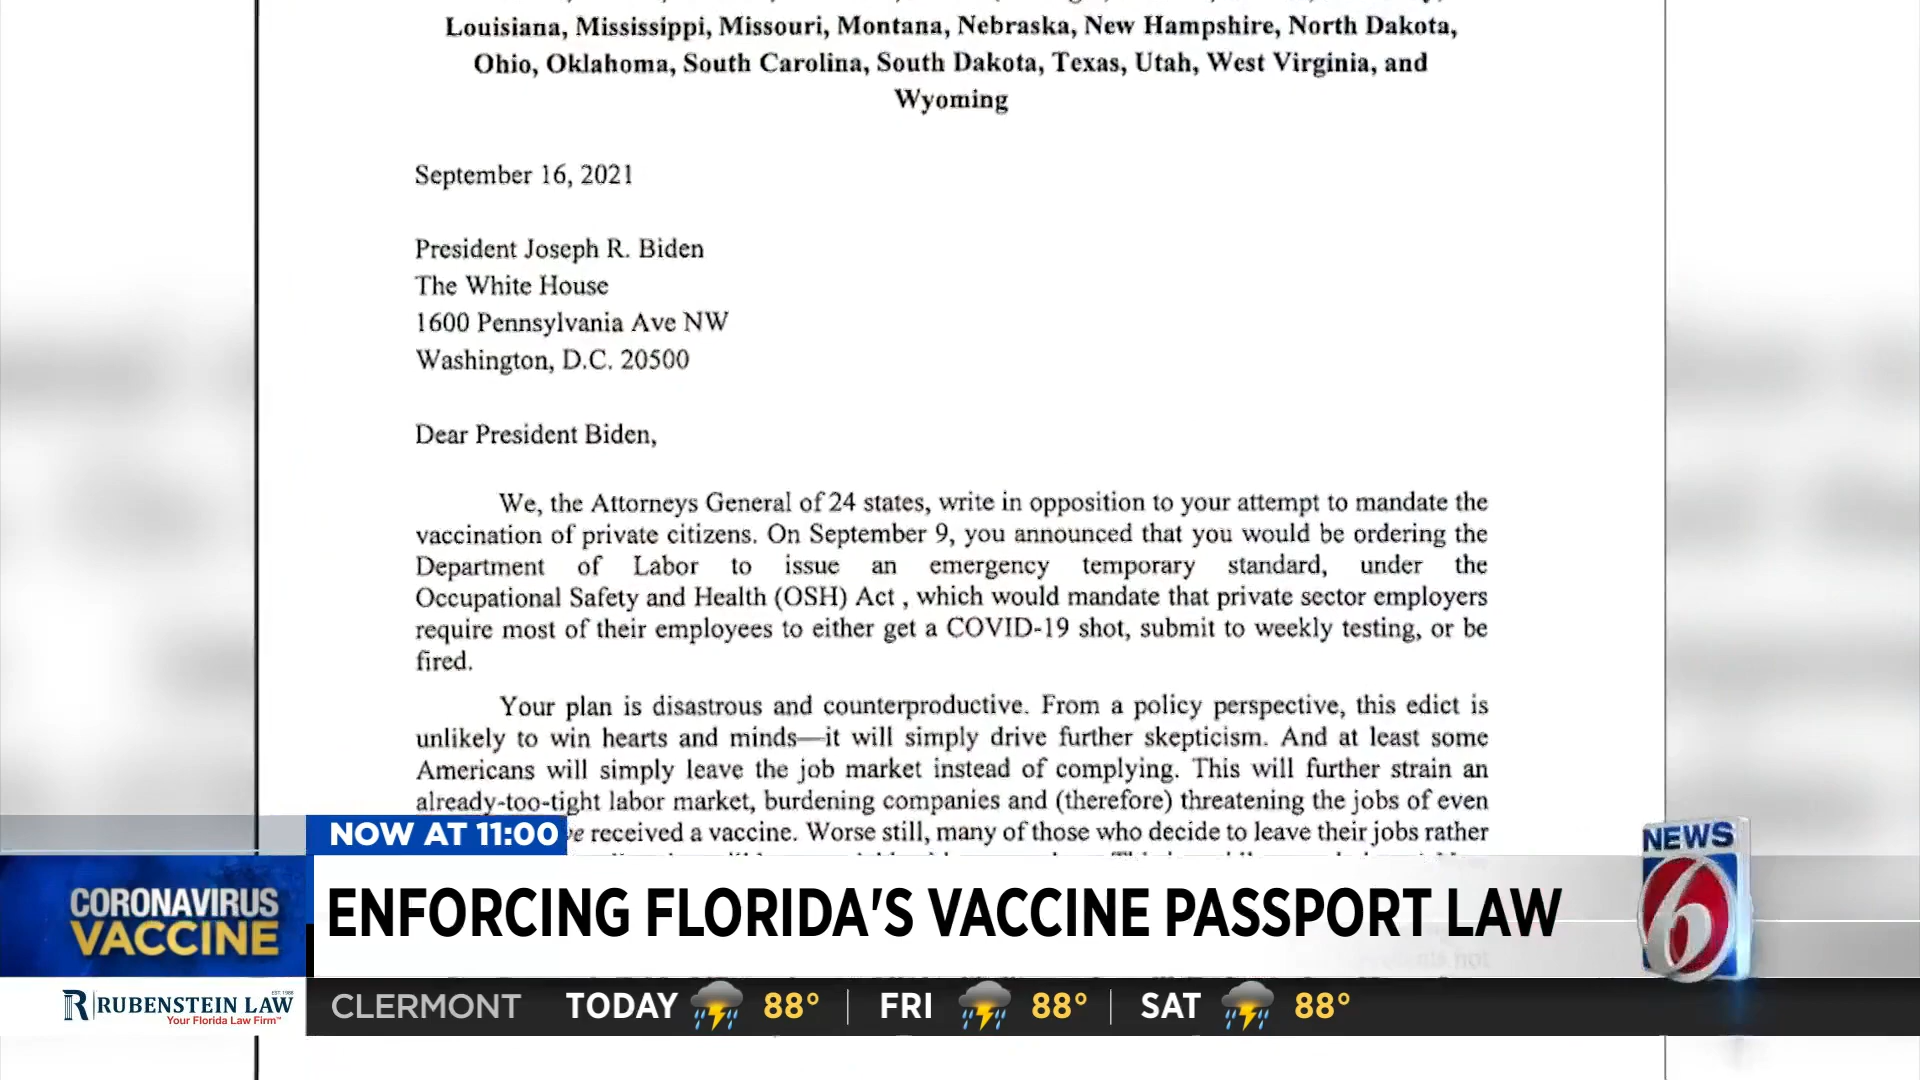 Louisiana, Mississippi, Missouri, Montana, Nebraska, New Hampshire, North Dakota,
Ohio, Oklahoma, South Carolina, South Dakota, Texas, Utah, West Virginia, and
Wyoming
September 16, 2021
President Joseph R. Biden
The White House
1600 Pennsylvania Ave NW
Washington, D.C. 20500
Dear President Biden,
We, the Attorneys General of 24 states, write in opposition to your attempt to mandate the
vaccination of private citizens. On September 9, you announced that you would be ordering the
Department of Labor to issue an emergency temporary standard, under the
Occupational Safety and Health (OSH) Act , which would mandate that private sector employers
require most of their employees to either get a COVID-19 shot, submit to weekly testing, or be
fired.
Your plan is disastrous and counterproductive. From a policy perspective, this edict is
unlikely to win hearts and minds—it will simply drive further skepticism. And at least some
Americans will simply leave the job market instead of complying. This will further strain an
already-too-tight labor market, burdening companies and (therefore) threatening the jobs of even
received a vaccine. Worse still, many of those who decide to leave their jobs rather
NOW AT 11:00
CORONAVIRUS
VACCINE
ENFORCING FLORIDA'S VACCINE PASSPORT LAW
NEWS
6
R RUBENSTEIN LAW
EST. 1988
Your Florida Law Firm™
CLERMONT TODAY 88° FRI 88° SAT 88°